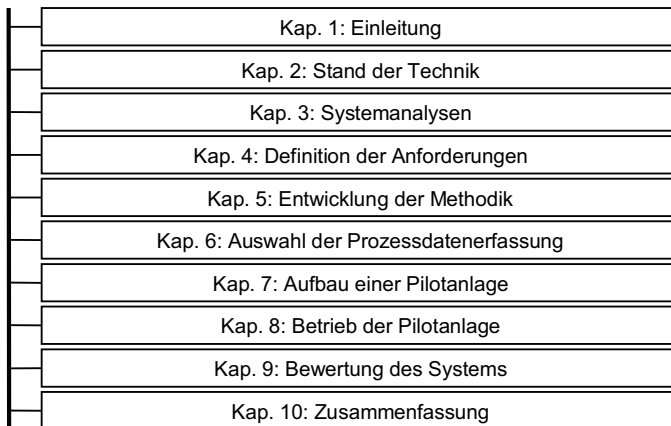 Kap. 1: Einleitung
Kap. 2: Stand der Technik
Kap. 3: Systemanalysen
Kap. 4: Definition der Anforderungen
Kap. 5: Entwicklung der Methodik
Kap. 6: Auswahl der Prozessdatenerfassung
Kap. 7: Aufbau einer Pilotanlage
Kap. 8: Betrieb der Pilotanlage
Kap. 9: Bewertung des Systems
Kap. 10: Zusammenfassung